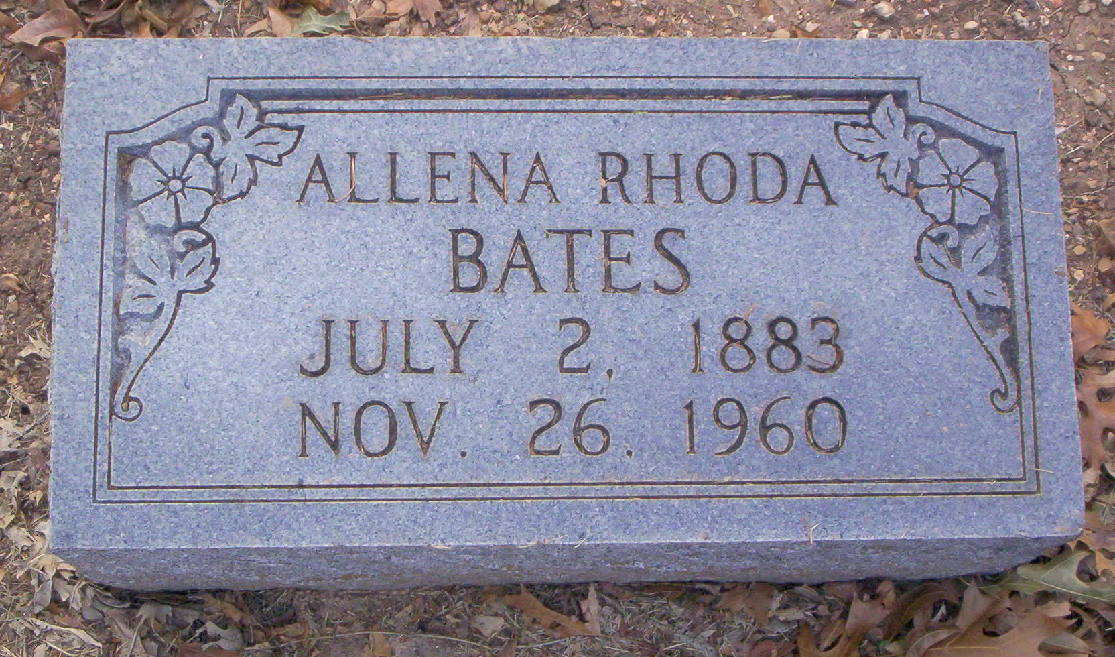 ALLENA RHODA
BATES
JULY 2, 1883
NOV. 26, 1960